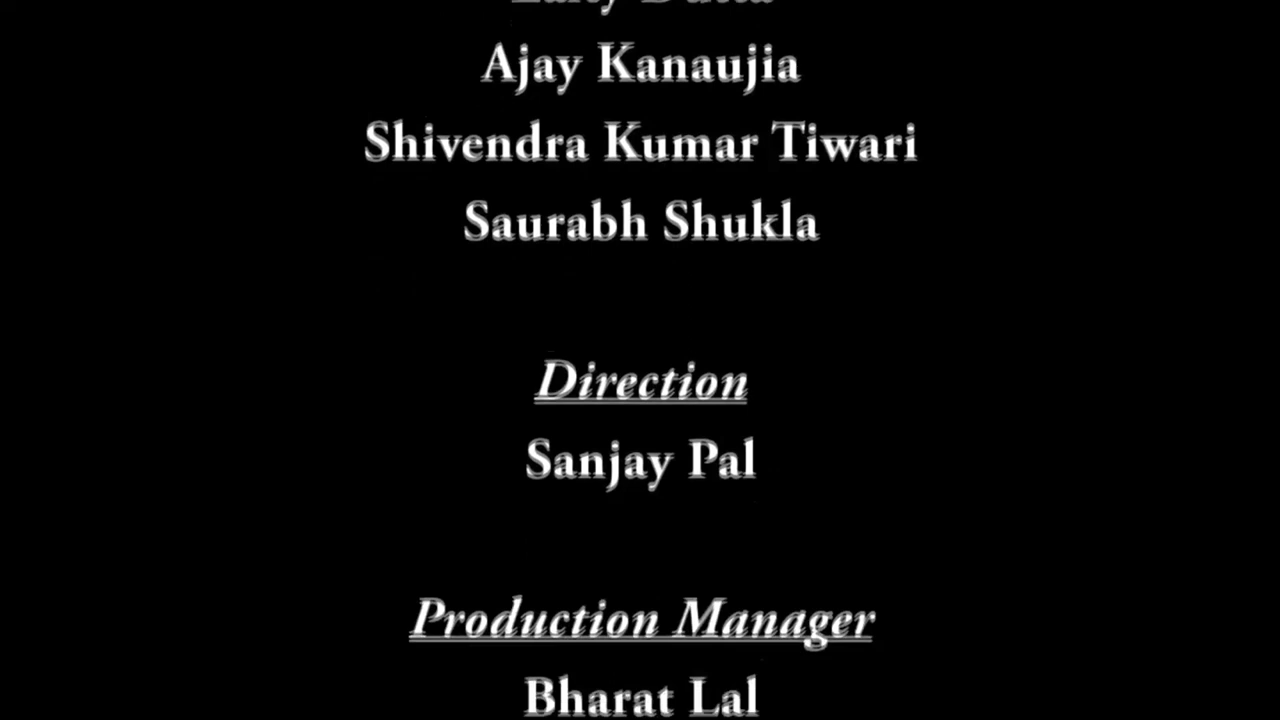 Ajay Kanaujia
Shivendra Kumar Tiwari
Saurabh Shukla
Direction
Sanjay Pal
Production Manager
Bharat Lal